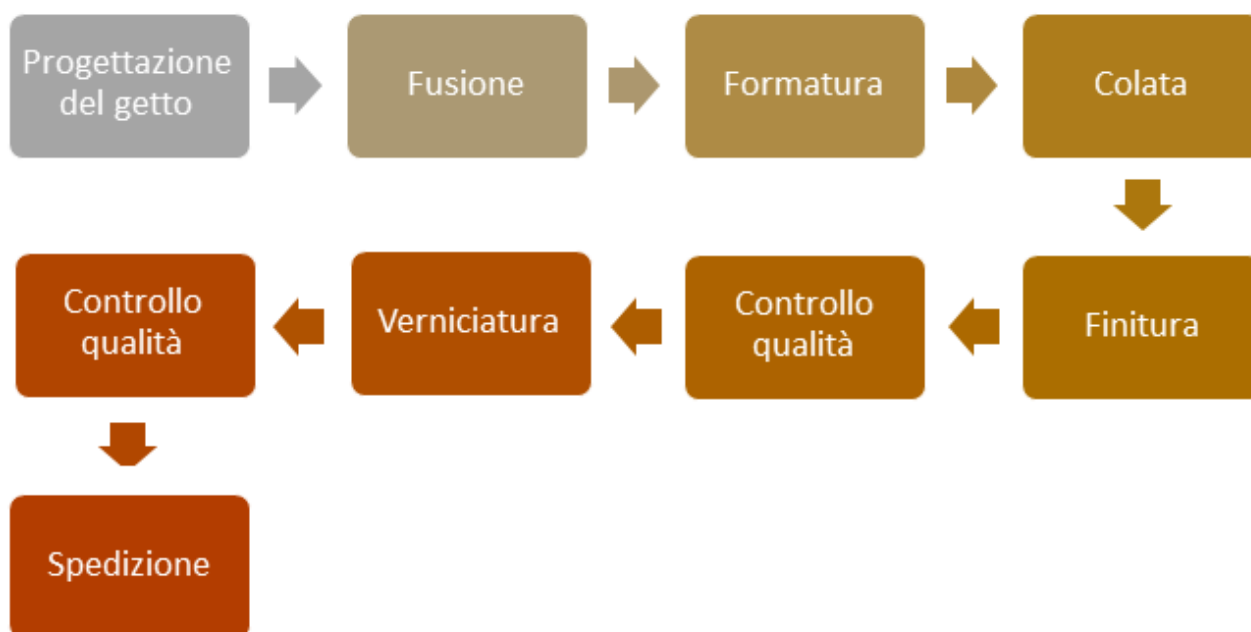 Progettazione
del getto
Fusione
Formatura
Colata
Finitura
Controllo
qualità
Verniciatura
Controllo
qualità
Spedizione